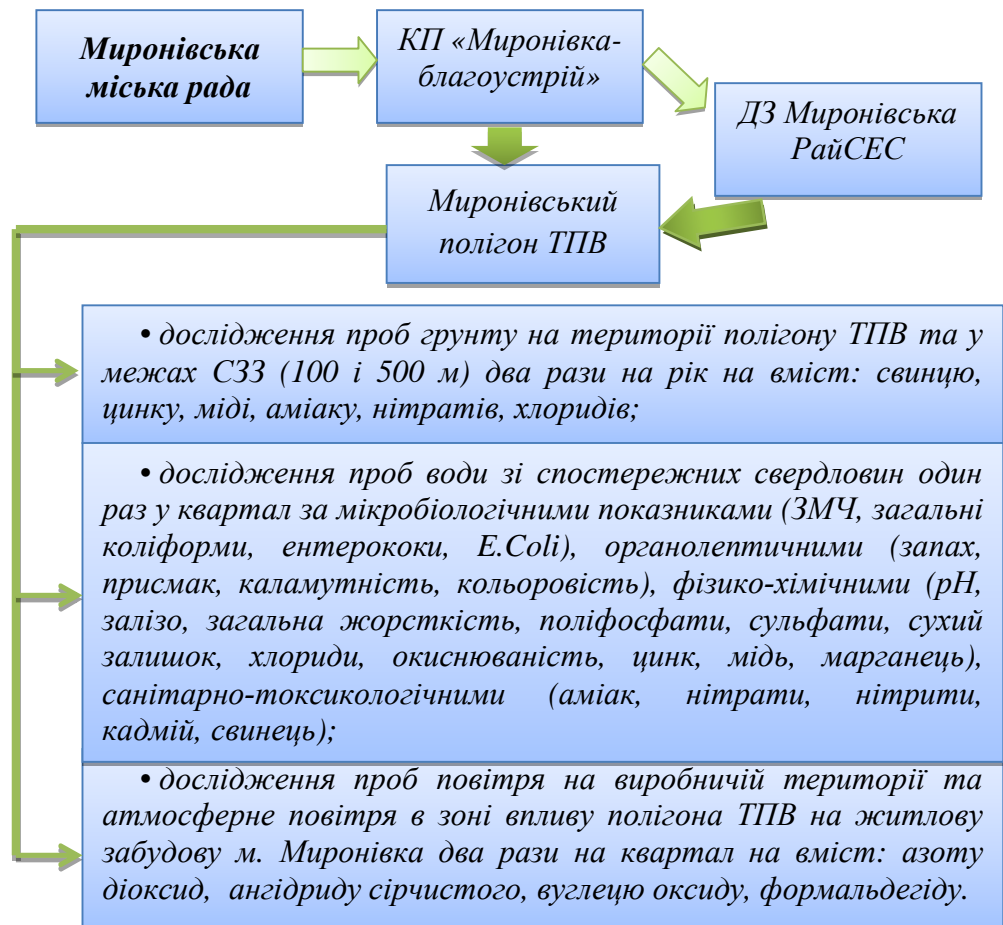 Миронівська
міська рада
КП «Миронівка-
благоустрій»
ДЗ Миронівська
РайСЕС
Миронівський
полігон ТПВ
• дослідження проб грунту на території полігону ТПВ та у
межах СЗЗ (100 і 500 м) два рази на рік на вміст: свинцю,
цинку, міді, аміаку, нітратів, хлоридів;
• дослідження проб води зі спостережних свердловин один
раз у квартал за мікробіологічними показниками (ЗМЧ, загальні
коліформи, ентерококи, E.Coli), органолептичними (запах,
присмак, каламутність, кольоровість), фізико-хімічними (рН,
залізо, загальна жорсткість, поліфосфати, сульфати, сухий
залишок, хлориди, окиснюваність, цинк, мідь, марганець),
санітарно-токсикологічними (аміак, нітрати, нітрити,
кадмій, свинець);
• дослідження проб повітря на виробничій території та
атмосферне повітря в зоні впливу полігона ТПВ на житлову
забудову м. Миронівка два рази на квартал на вміст: азоту
діоксид, ангідриду сірчистого, вуглецю оксиду, формальдегіду.